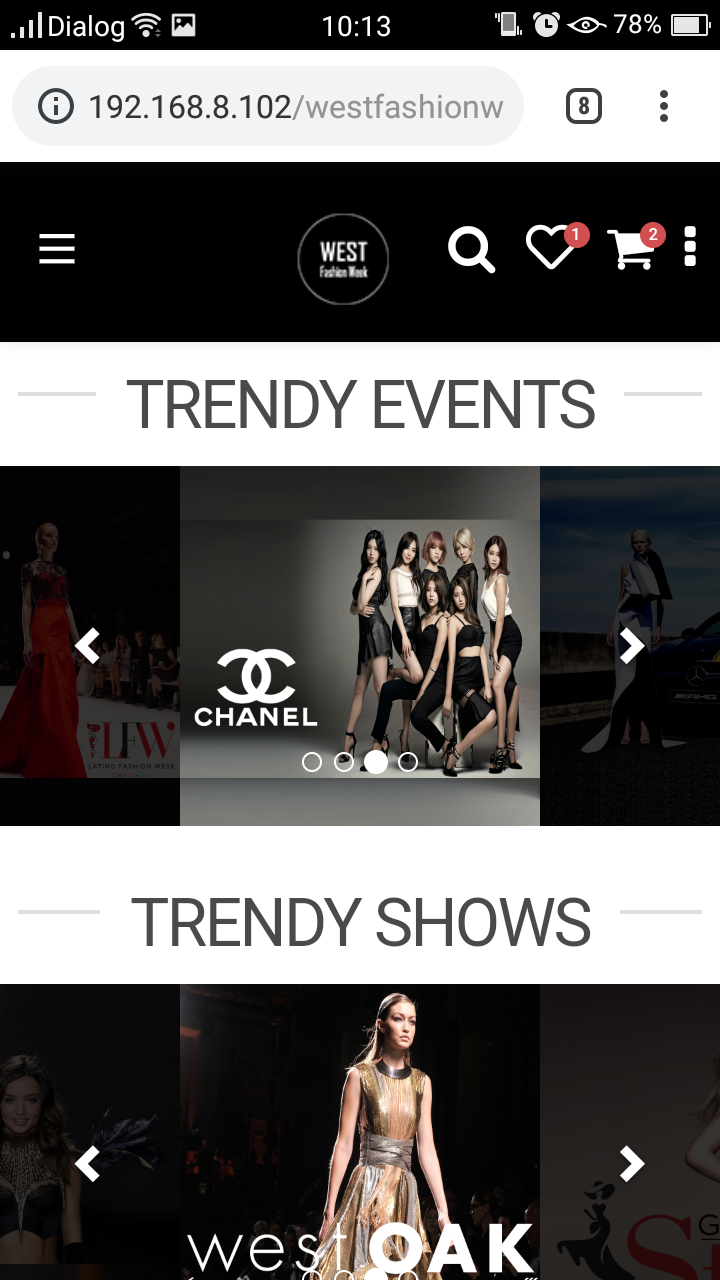 Dialog 10:13 78%
192.168.8.102/westfashionw 8
WEST
Fashion Week
1
2
TRENDY EVENTS
CHANEL
LFW
LATINO FASHION WEEK
AMG
TRENDY SHOWS
west OAK
G
S